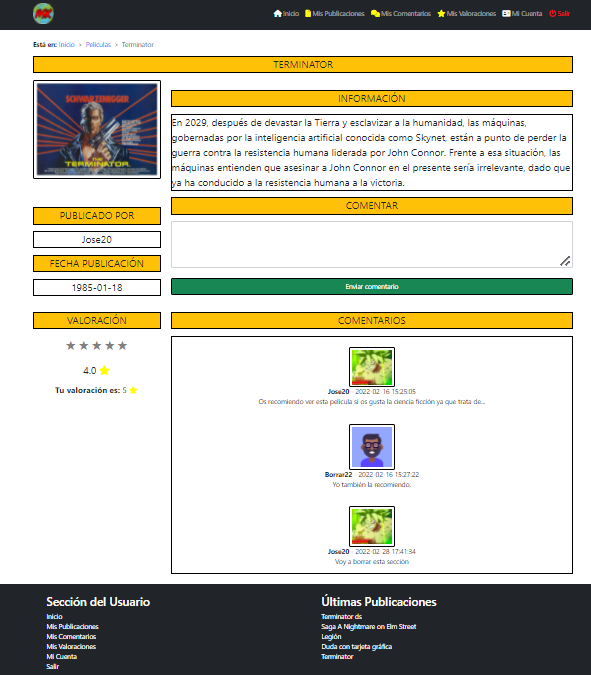 Inicio Mis Publicaciones Mis Comentarios Mis Valoraciones Mi Cuenta Salir
Está en: Inicio > Peliculas > Terminator
TERMINATOR
SCHWARZENEGGER
TERMINATOR
PUBLICADO POR
Jose20
FECHA PUBLICACIÓN
1985-01-18
VALORACIÓN
4.0
Tu valoración es: 5
INFORMACIÓN
En 2029, después de devastar la Tierra y esclavizar a la humanidad, las máquinas,
gobernadas por la inteligencia artificial conocida como Skynet, están a punto de perder la
guerra contra la resistencia humana liderada por John Connor. Frente a esa situación, las
máquinas entienden que asesinar a John Connor en el presente sería irrelevante, dado que
ya ha conducido a la resistencia humana a la victoria.
COMENTAR
Enviar comentario
COMENTARIOS
Jose20 - 2022-02-16 15:25:05
Os recomiendo ver esta pelicula si os gusta la ciencia ficción ya que trata de...
Borrar22 - 2022-02-16 15:27:22
Yo también la recomiendo.
Jose20 - 2022-02-28 17:41:34
Voy a borrar esta sección
Sección del Usuario
Inicio
Mis Publicaciones
Mis Comentarios
Mis Valoraciones
Mi Cuenta
Salir
Últimas Publicaciones
Terminator ds
Saga A Nightmare on Elm Street
Legión
Duda con tarjeta gráfica
Terminator